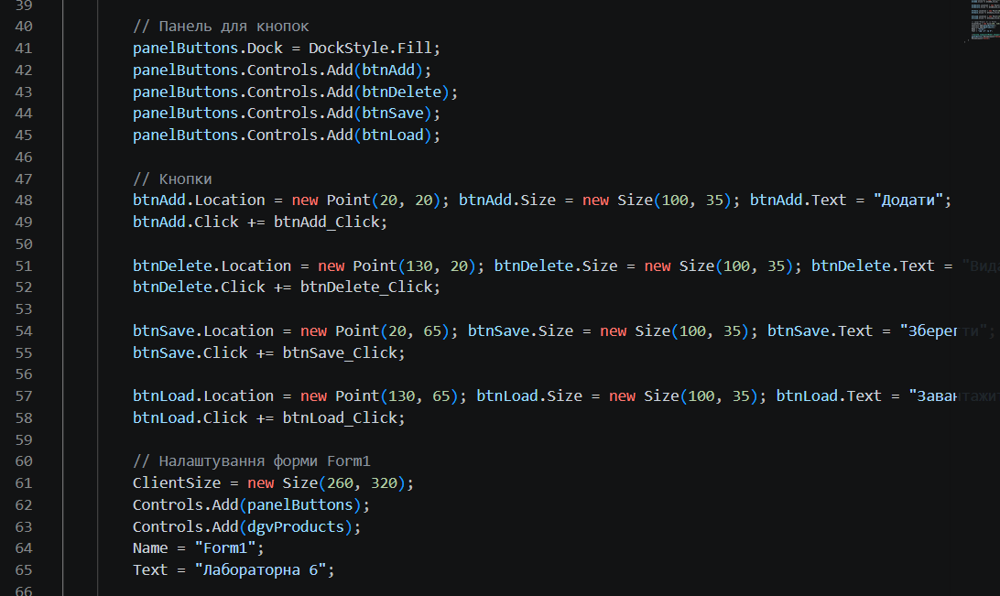 39
40 // Панель для кнопок
41 panelButtons.Dock = DockStyle.Fill;
42 panelButtons.Controls.Add(btnAdd);
43 panelButtons.Controls.Add(btnDelete);
44 panelButtons.Controls.Add(btnSave);
45 panelButtons.Controls.Add(btnLoad);
46
47 // Кнопки
48 btnAdd.Location = new Point(20, 20); btnAdd.Size = new Size(100, 35); btnAdd.Text = "Додати";
49 btnAdd.Click += btnAdd_Click;
50
51 btnDelete.Location = new Point(130, 20); btnDelete.Size = new Size(100, 35); btnDelete.Text = "Вида
52 btnDelete.Click += btnDelete_Click;
53
54 btnSave.Location = new Point(20, 65); btnSave.Size = new Size(100, 35); btnSave.Text = "Зберегти";
55 btnSave.Click += btnSave_Click;
56
57 btnLoad.Location = new Point(130, 65); btnLoad.Size = new Size(100, 35); btnLoad.Text = "Завантажит
58 btnLoad.Click += btnLoad_Click;
59
60 // Налаштування форми Form1
61 ClientSize = new Size(260, 320);
62 Controls.Add(panelButtons);
63 Controls.Add(dgvProducts);
64 Name = "Form1";
65 Text = "Лабораторна 6";
66